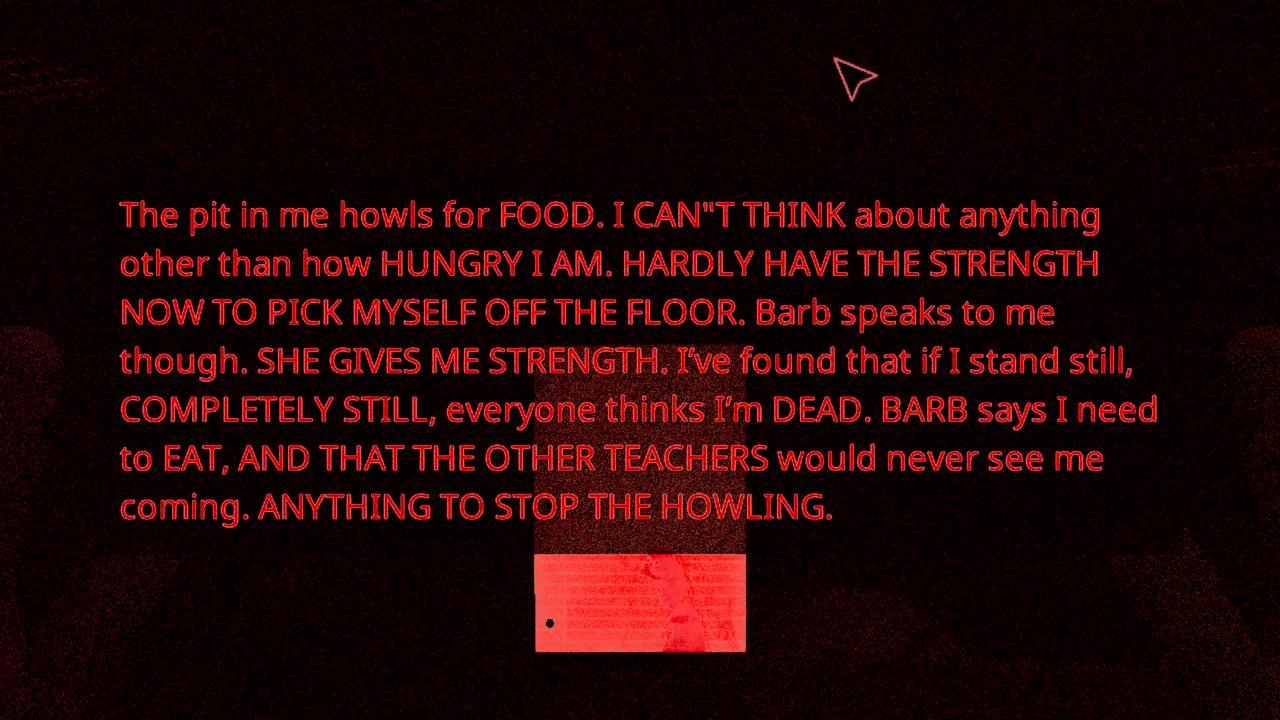 The pit in me howls for FOOD. I CAN"T THINK about anything
other than how HUNGRY I AM. HARDLY HAVE THE STRENGTH
NOW TO PICK MYSELF OFF THE FLOOR. Barb speaks to me
though. SHE GIVES ME STRENGTH. I’ve found that if I stand still,
COMPLETELY STILL, everyone thinks I’m DEAD. BARB says I need
to EAT, AND THAT THE OTHER TEACHERS would never see me
coming. ANYTHING TO STOP THE HOWLING.